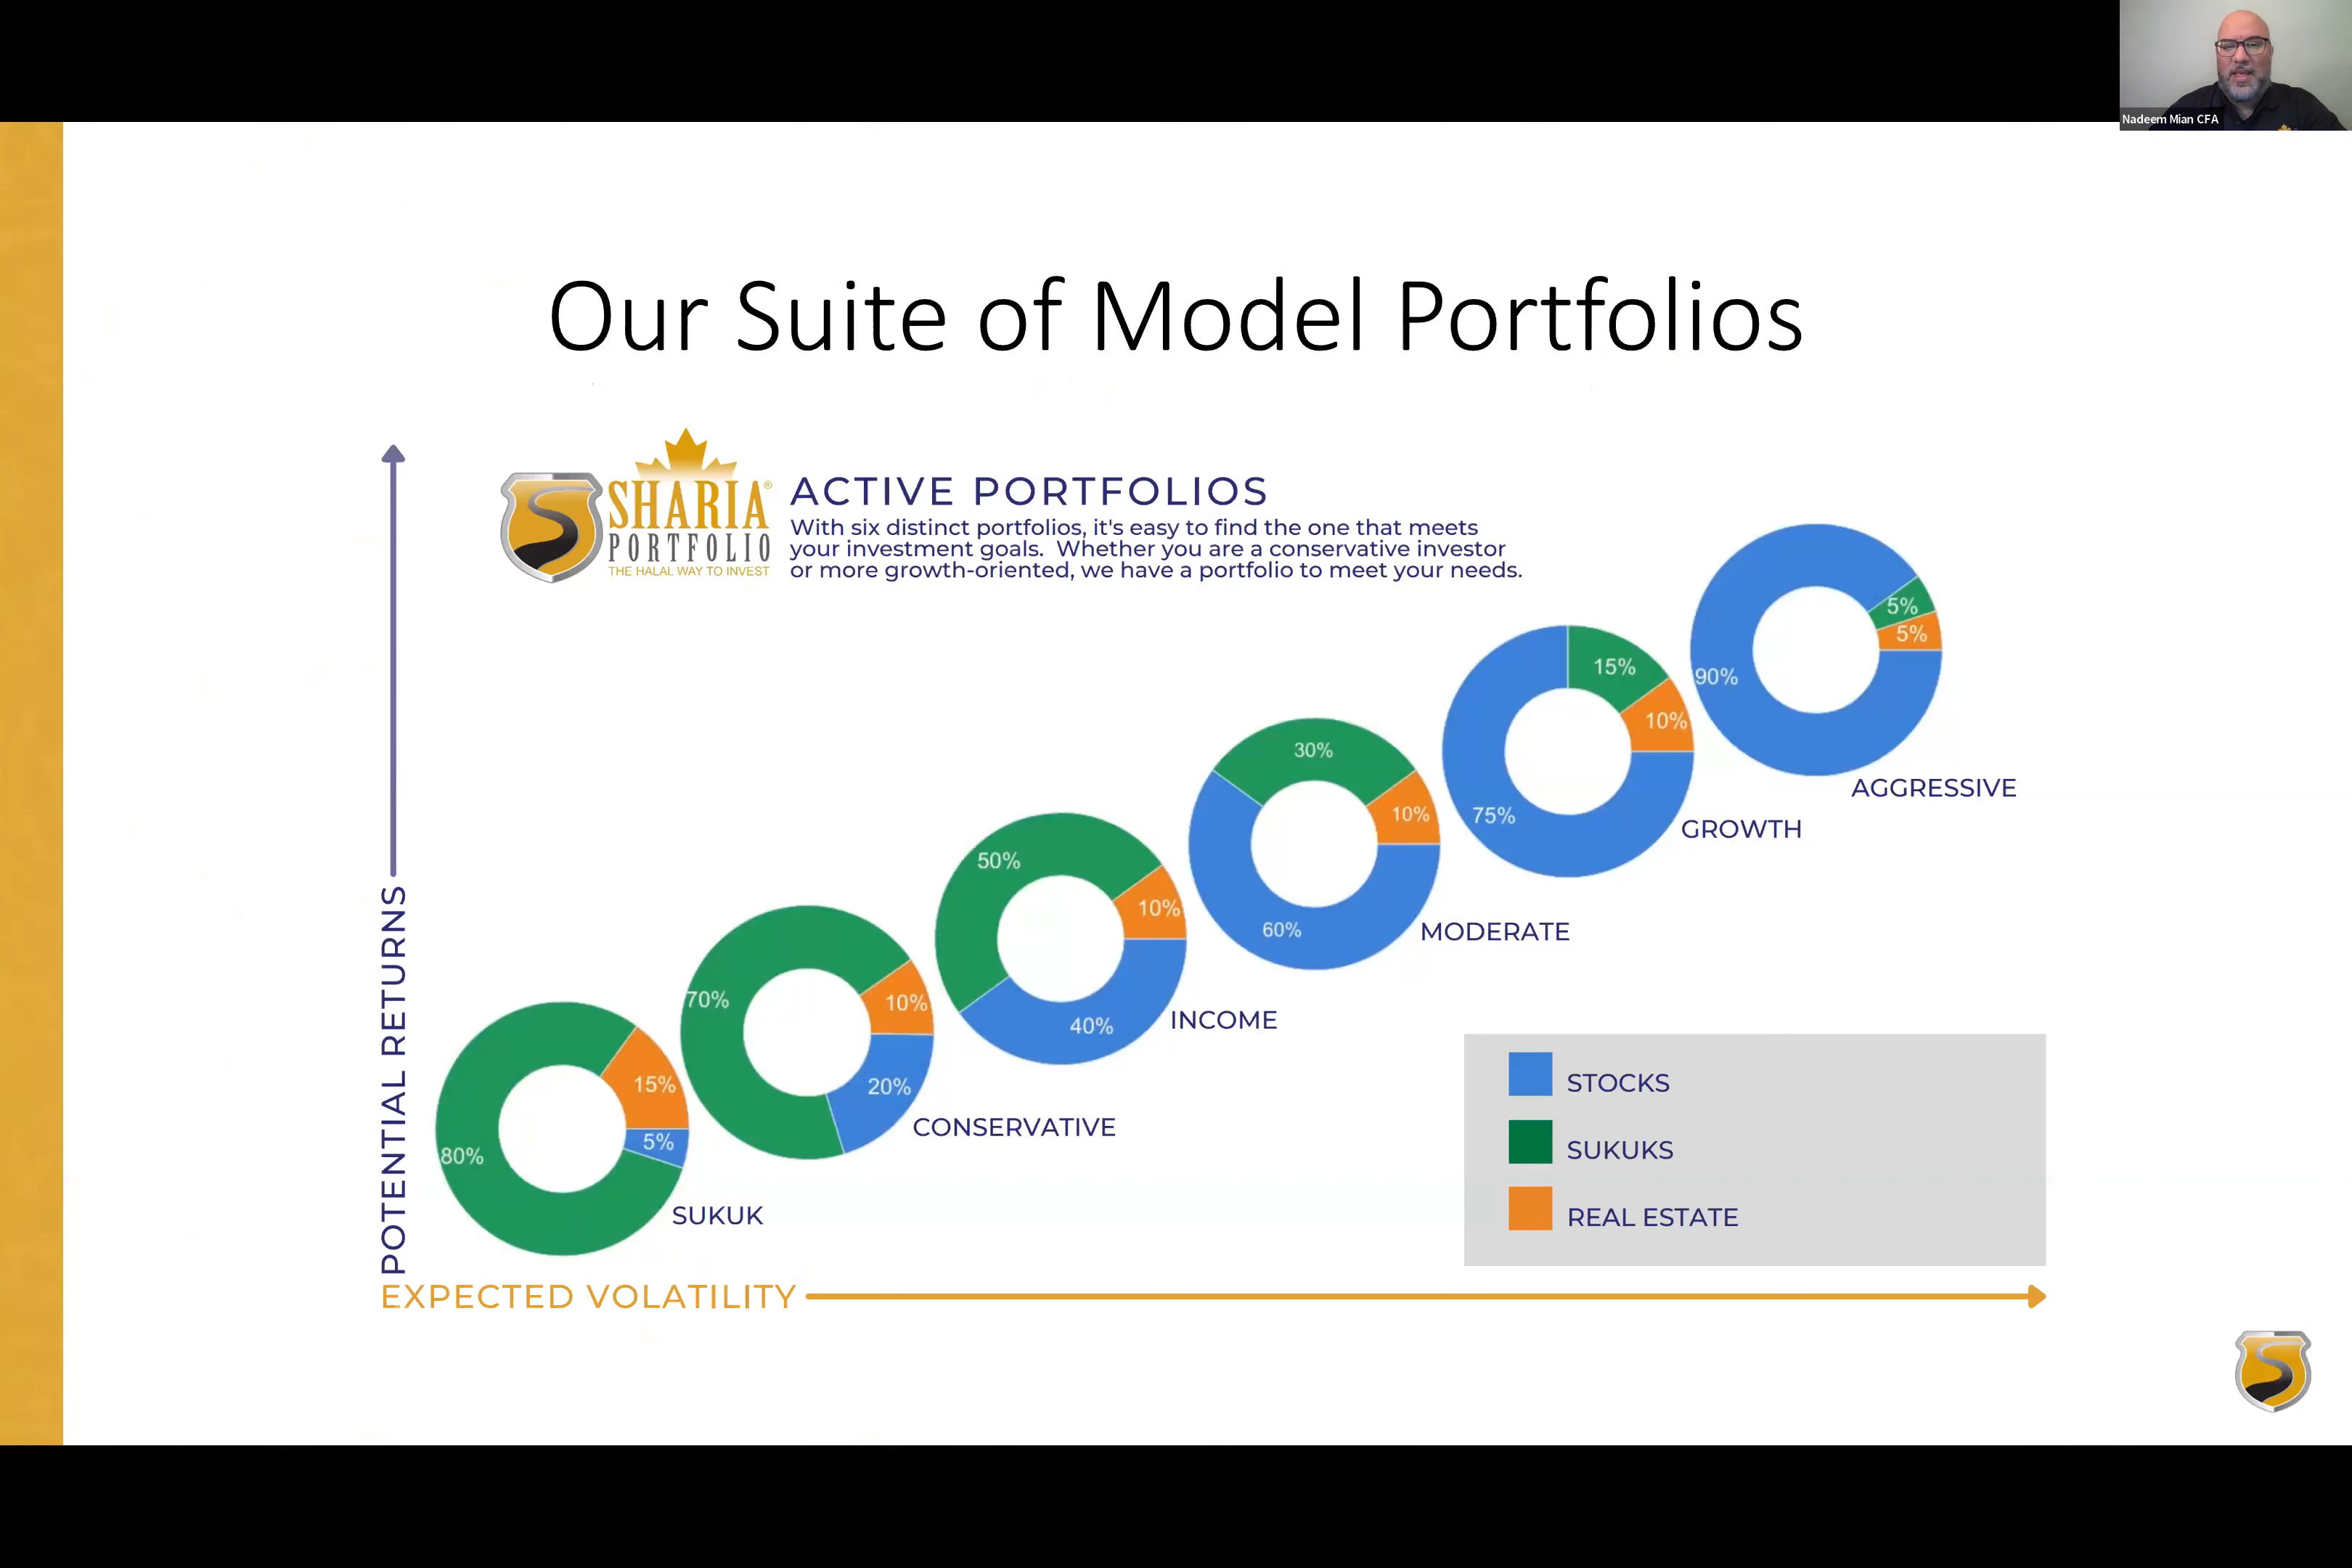 Nadeem Mian CFA
Our Suite of Model Portfolios
SHARIA®
PORTFOLIO
THE HALAL WAY TO INVEST
ACTIVE PORTFOLIOS
With six distinct portfolios, it's easy to find the one that meets
your investment goals. Whether you are a conservative investor
or more growth-oriented, we have a portfolio to meet your needs.
POTENTIAL RETURNS
80%
15%
5%
SUKUK
70%
10%
20%
CONSERVATIVE
50%
10%
40%
INCOME
30%
10%
60%
MODERATE
15%
10%
75%
GROWTH
5%
5%
90%
AGGRESSIVE
STOCKS
SUKUKS
REAL ESTATE
EXPECTED VOLATILITY